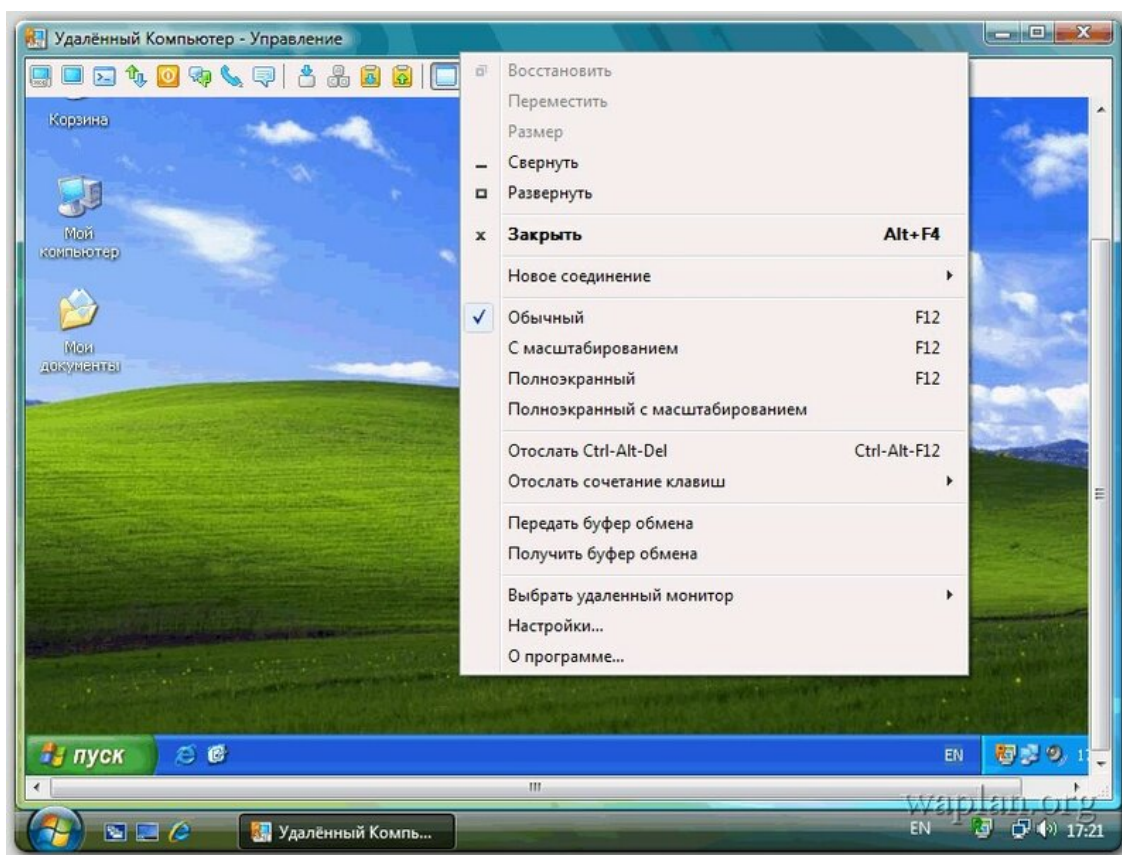 Удалённый Компьютер - Управление
Корзина
Мой
компьютер
Мои
документы
Восстановить
Переместить
Размер
Свернуть
Развернуть
Закрыть Alt+F4
Новое соединение
Обычный F12
С масштабированием F12
Полноэкранный F12
Полноэкранный с масштабированием
Отослать Ctrl-Alt-Del Ctrl-Alt-F12
Отослать сочетание клавиш
Передать буфер обмена
Получить буфер обмена
Выбрать удаленный монитор
Настройки...
О программе...
пуск EN
waplan.org
Удалённый Компь... EN 17:21